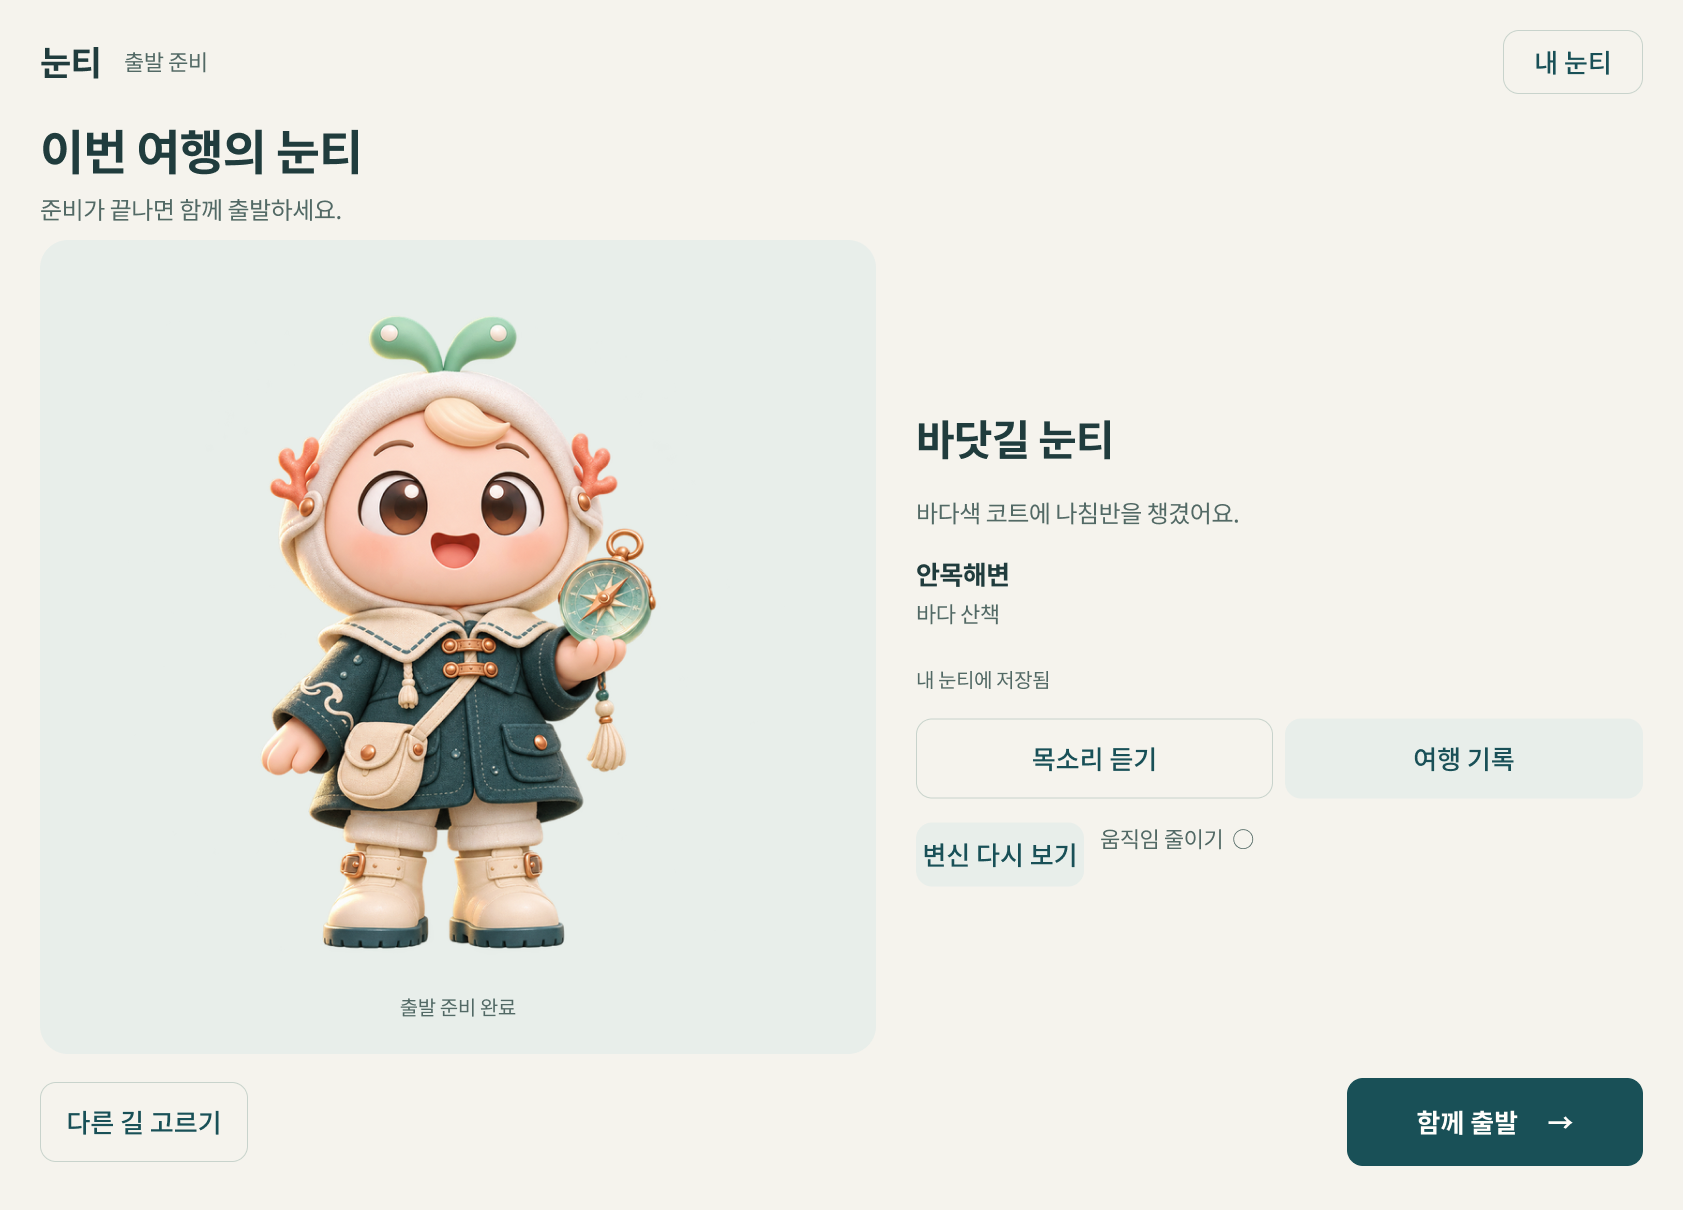 눈티 출발 준비
내 눈티
이번 여행의 눈티
준비가 끝나면 함께 출발하세요.
출발 준비 완료
바닷길 눈티
바다색 코트에 나침반을 챙겼어요.
안목해변
바다 산책
내 눈티에 저장됨
목소리 듣기
여행 기록
변신 다시 보기
움직임 줄이기
다른 길 고르기
함께 출발 →